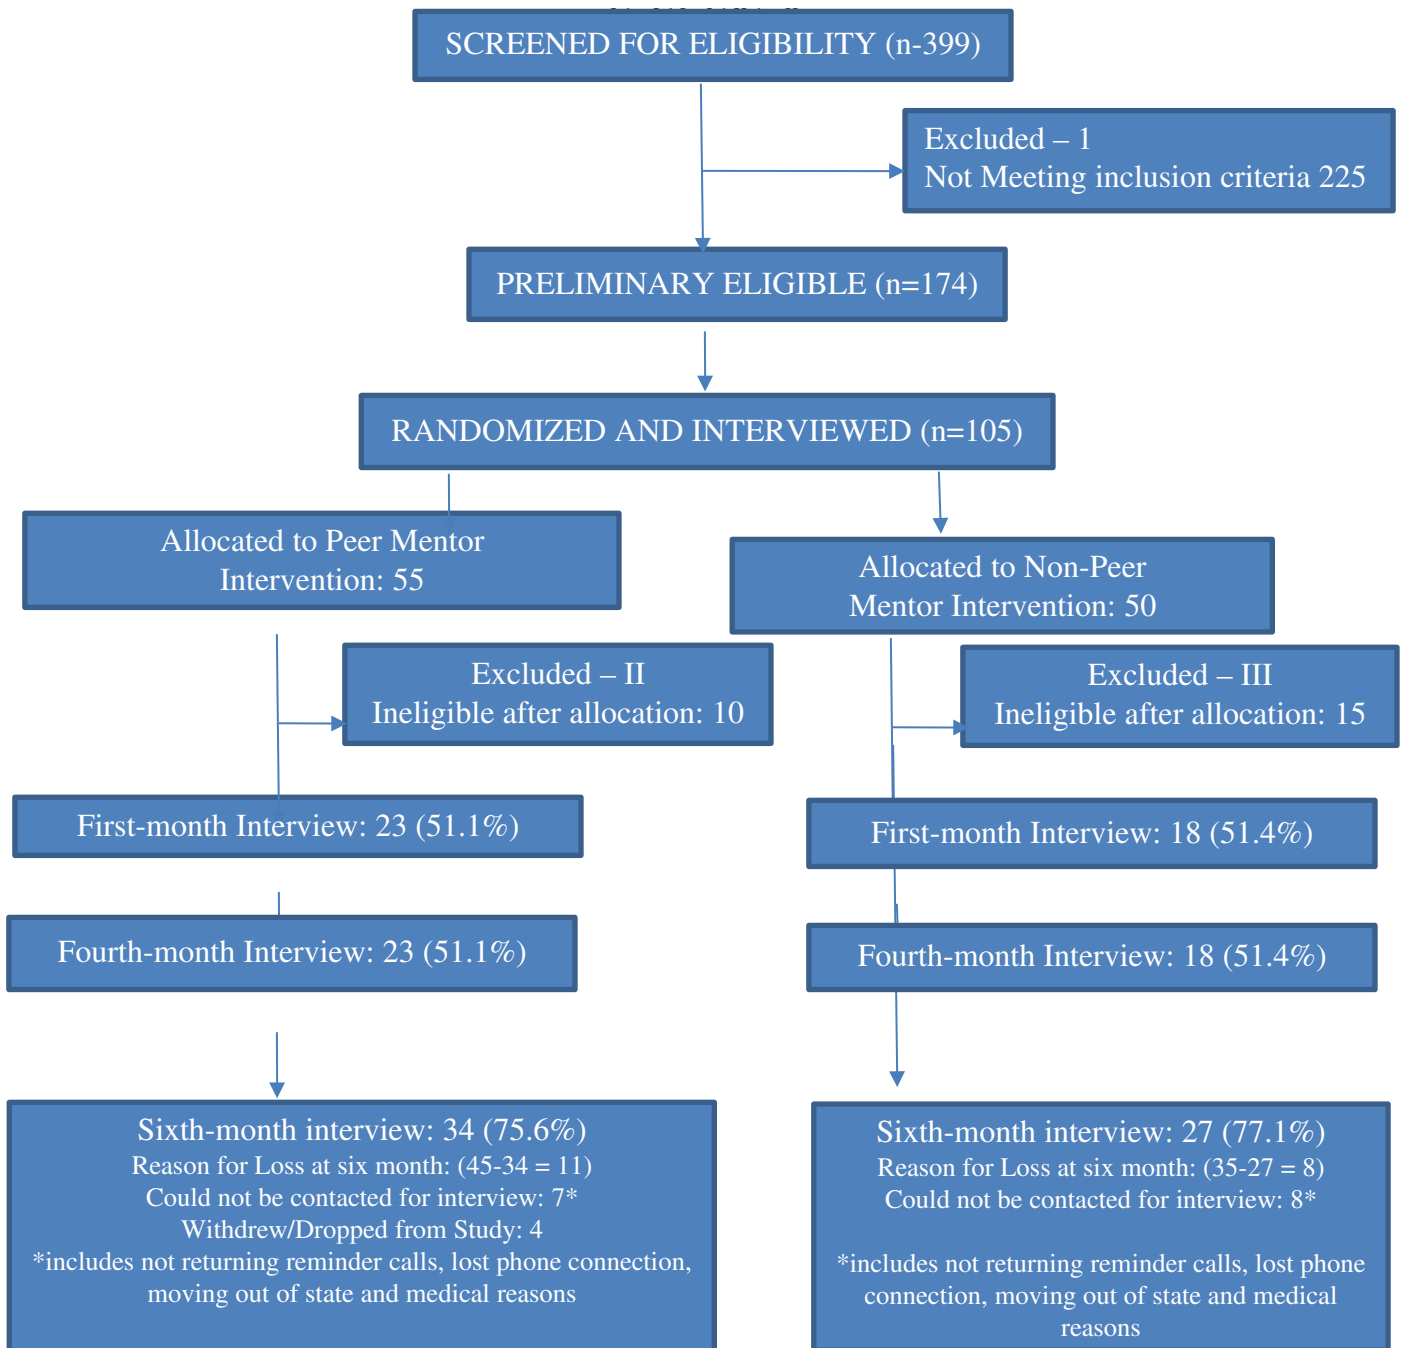 SCREENED FOR ELIGIBILITY (n-399)
Excluded – 1
Not Meeting inclusion criteria 225
PRELIMINARY ELIGIBLE (n=174)
RANDOMIZED AND INTERVIEWED (n=105)
Allocated to Peer Mentor
Intervention: 55
Allocated to Non-Peer
Mentor Intervention: 50
Excluded – II
Ineligible after allocation: 10
Excluded – III
Ineligible after allocation: 15
First-month Interview: 23 (51.1%)
First-month Interview: 18 (51.4%)
Fourth-month Interview: 23 (51.1%)
Fourth-month Interview: 18 (51.4%)
Sixth-month interview: 34 (75.6%)
Reason for Loss at six month: (45-34 = 11)
Could not be contacted for interview: 7*
Withdrew/Dropped from Study: 4
*includes not returning reminder calls, lost phone connection,
moving out of state and medical reasons
Sixth-month interview: 27 (77.1%)
Reason for Loss at six month: (35-27 = 8)
Could not be contacted for interview: 8*
*includes not returning reminder calls, lost phone
connection, moving out of state and medical
reasons